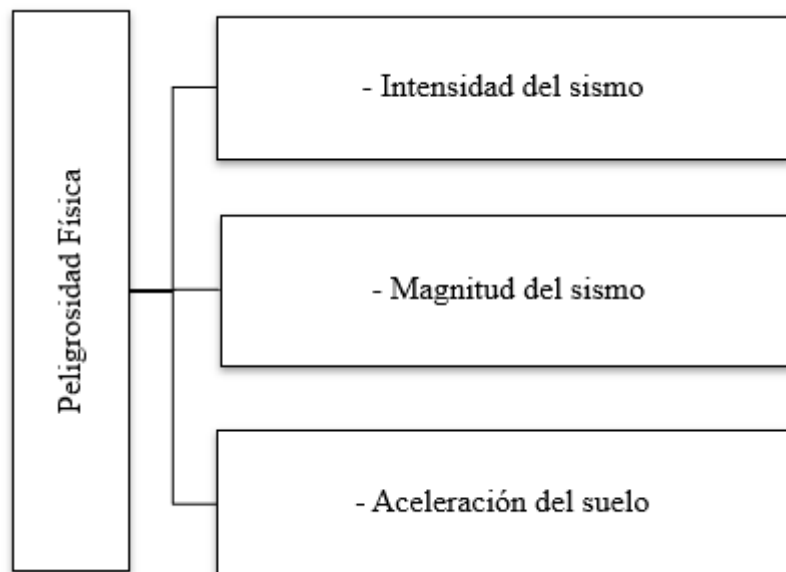 Peligrosidad Física
- Intensidad del sismo
- Magnitud del sismo
- Aceleración del suelo